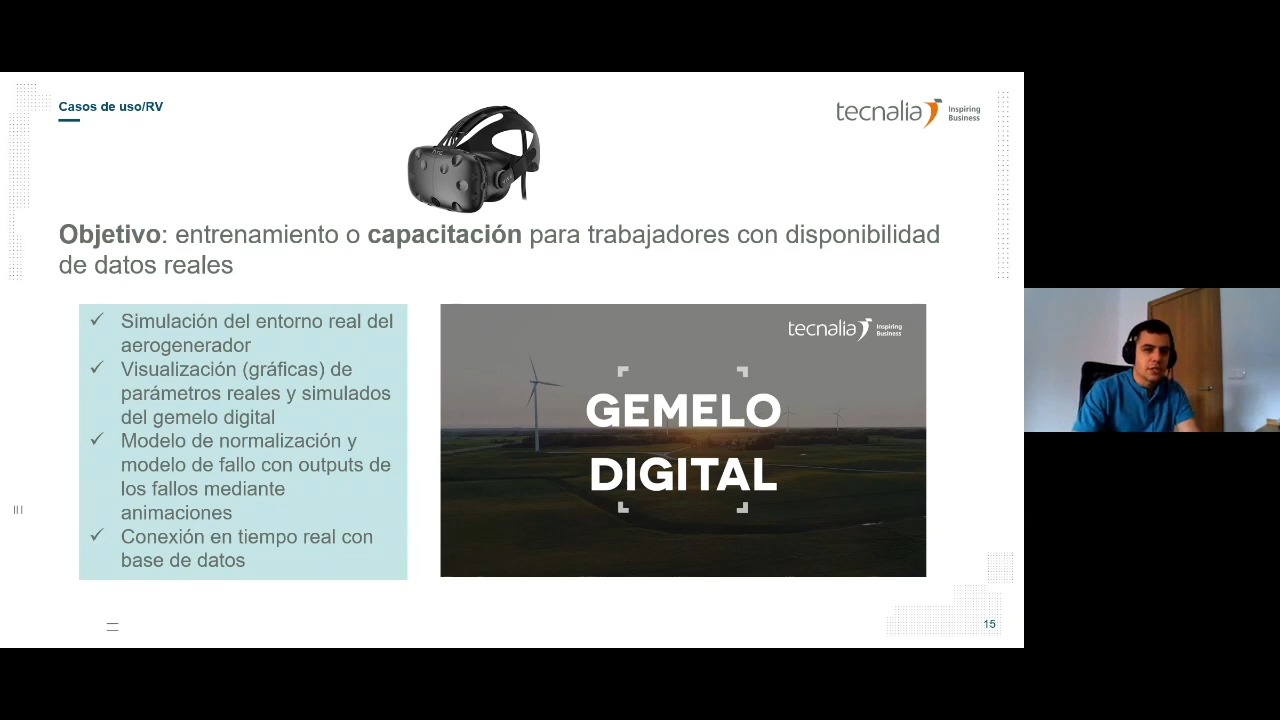 Casos de uso/RV
tecnalia Inspiring
Business
Objetivo: entrenamiento o capacitación para trabajadores con disponibilidad
de datos reales
✓ Simulación del entorno real del
aerogenerador
✓ Visualización (gráficas) de
parámetros reales y simulados
del gemelo digital
✓ Modelo de normalización y
modelo de fallo con outputs de
los fallos mediante
animaciones
✓ Conexión en tiempo real con
base de datos
tecnalia Inspiring
Business
GEMELO
DIGITAL
15